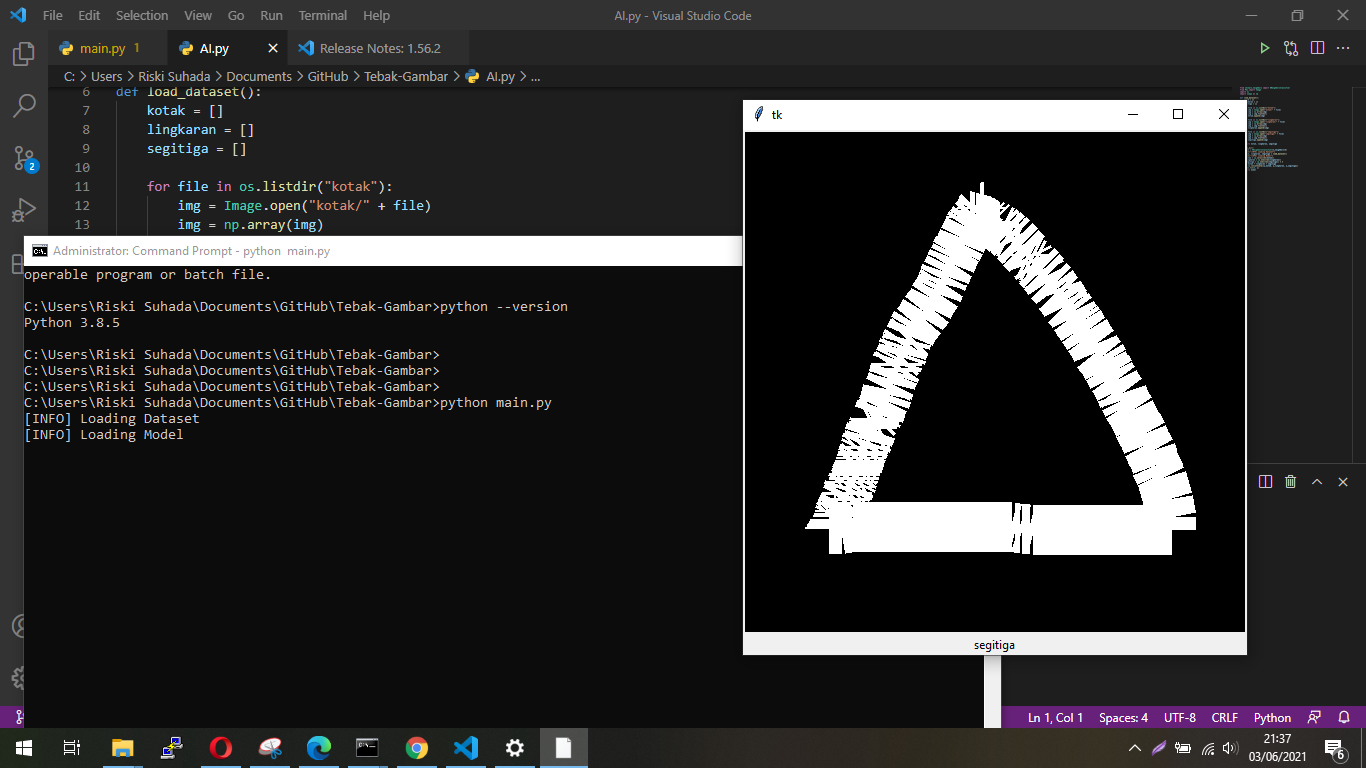 File Edit Selection View Go Run Terminal Help AI.py - Visual Studio Code
main.py 1 AI.py Release Notes: 1.56.2
C: > Users > Riski Suhada > Documents > GitHub > Tebak-Gambar > AI.py > ...
6 def load_dataset():
7 kotak = []
8 lingkaran = []
9 segitiga = []
10
11 for file in os.listdir("kotak"):
12 img = Image.open("kotak/" + file)
13 img = np.array(img)
tk
Administrator: Command Prompt - python main.py
operable program or batch file.
C:\Users\Riski Suhada\Documents\GitHub\Tebak-Gambar>python --version
Python 3.8.5
C:\Users\Riski Suhada\Documents\GitHub\Tebak-Gambar>
C:\Users\Riski Suhada\Documents\GitHub\Tebak-Gambar>
C:\Users\Riski Suhada\Documents\GitHub\Tebak-Gambar>
C:\Users\Riski Suhada\Documents\GitHub\Tebak-Gambar>python main.py
[INFO] Loading Dataset
[INFO] Loading Model
segitiga
2
Ln 1, Col 1 Spaces: 4 UTF-8 CRLF Python
21:37
03/06/2021
6